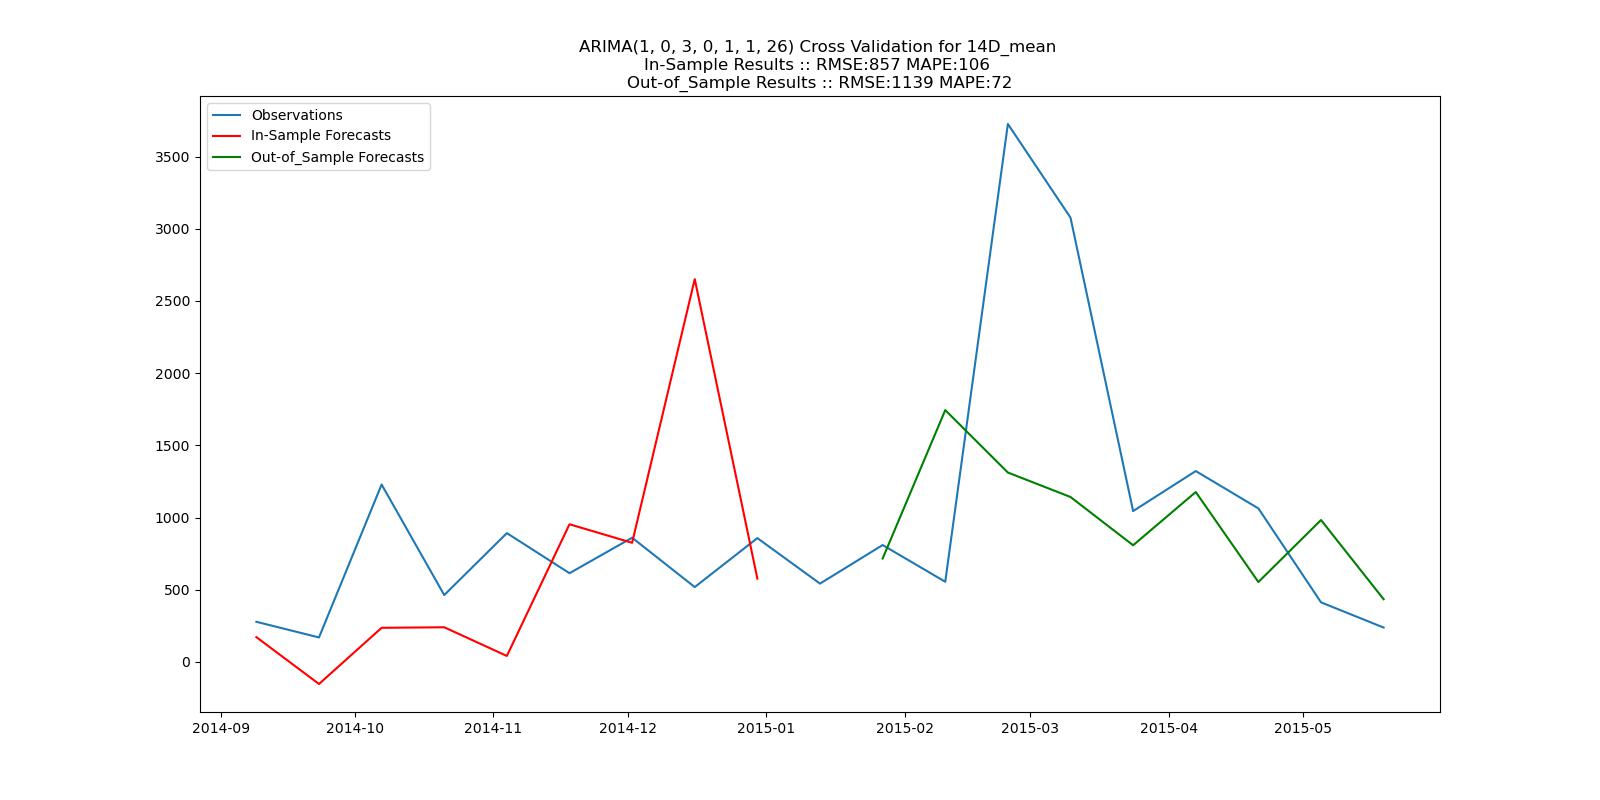 ARIMA(1, 0, 3, 0, 1, 1, 26) Cross Validation for 14D_mean
In-Sample Results :: RMSE:857 MAPE:106
Out-of_Sample Results :: RMSE:1139 MAPE:72
Observations
In-Sample Forecasts
Out-of_Sample Forecasts
3500
3000
2500
2000
1500
1000
500
0
2014-09 2014-10 2014-11 2014-12 2015-01 2015-02 2015-03 2015-04 2015-05